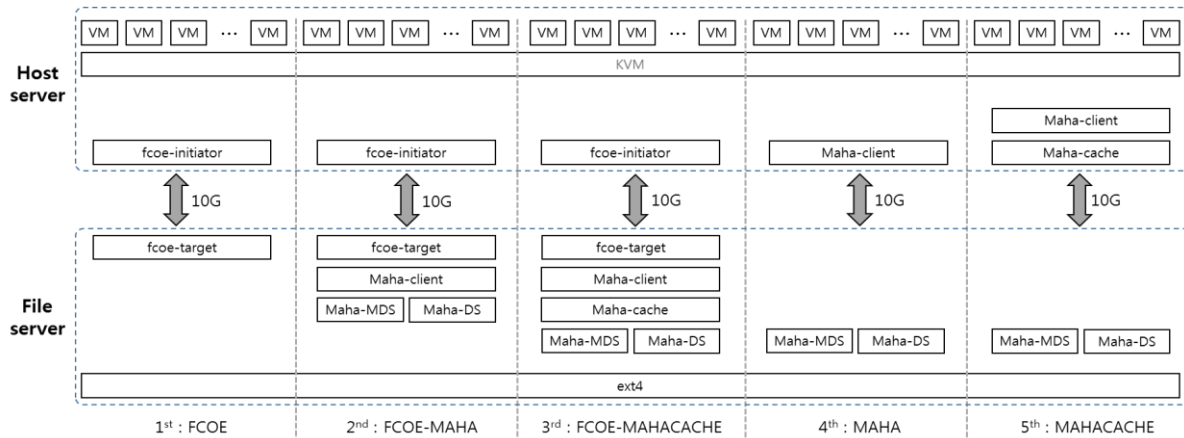 VM VM VM ... VM VM VM VM ... VM VM VM VM ... VM VM VM VM ... VM VM VM VM ... VM
KVM
Host
server
Maha-client
fcoe-initiator fcoe-initiator fcoe-initiator Maha-client Maha-cache
10G 10G 10G 10G 10G
fcoe-target fcoe-target fcoe-target
Maha-client Maha-client
File
server
Maha-MDS Maha-DS Maha-cache
Maha-MDS Maha-DS Maha-MDS Maha-DS Maha-MDS Maha-DS
ext4
1st : FCOE 2nd : FCOE-MAHA 3rd : FCOE-MAHACACHE 4th : MAHA 5th : MAHACACHE